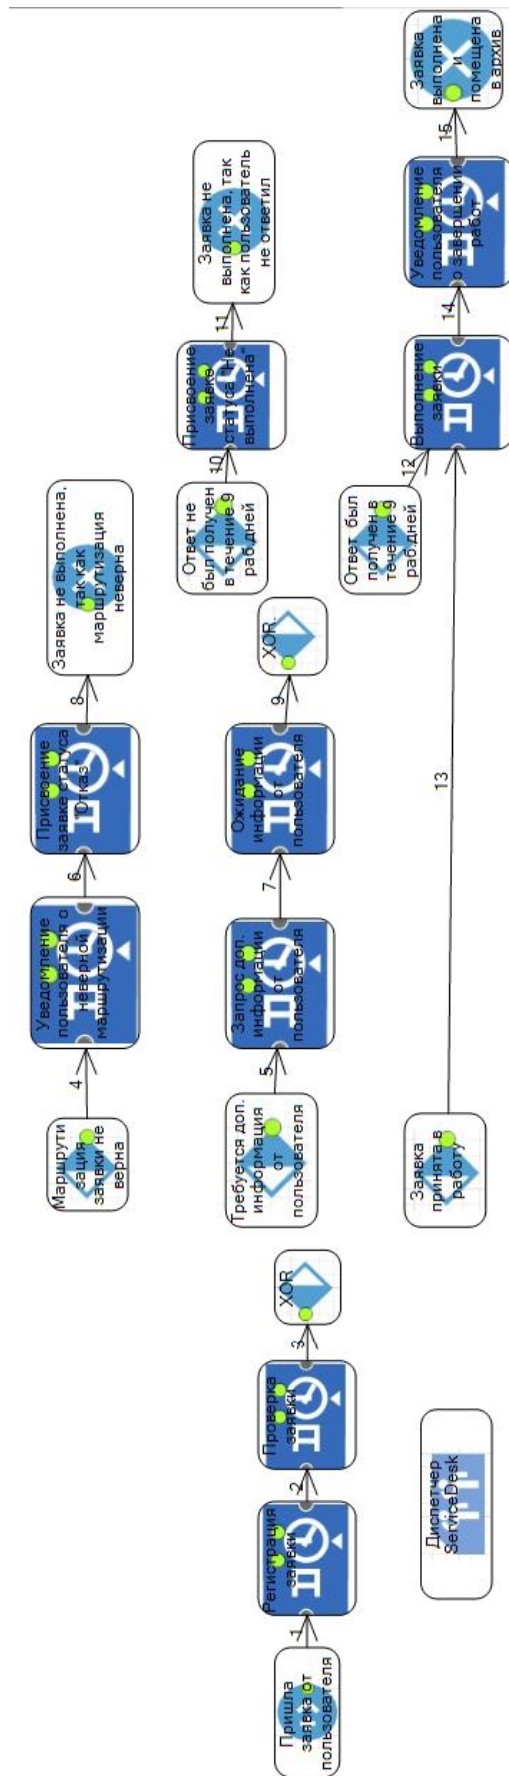 Пришла
заявка от
пользователя
1
Регистрация
заявки
2
Проверка
заявки
3
XOR
Диспетчер
ServiceDesk
Маршрути
зация
заявки не
верна
4
Уведомление
пользователя о
неверной
маршрутизации
6
Присвоение
заявке статуса
"Отказ"
8
Заявка не выполнена,
так как
маршрутизация
неверна
Требуется доп.
информация
от
пользователя
5
Запрос доп.
информации
от
пользователя
7
Ожидание
информации
от
пользователя
9
XOR.
Ответ не
был получен
в течение 9
раб.дней
10
Присвоение
заявке
статуса "Не
выполнена"
11
Заявка не
выполнена, так
как пользователь
не ответил
Заявка
принята в
работу
13
Ответ был
получен в
течение 9
раб.дней
12
Выполнение
заявки
14
Уведомление
пользователя
о завершении
работ
15
Заявка
выполнена
и
помещена
в архив